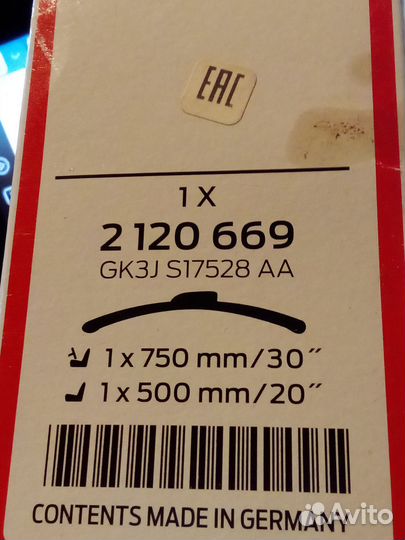 EAC
1 X
2 120 669
GK3J S17528 AA
1 x 750 mm/30″
1 x 500 mm/20″
CONTENTS MADE IN GERMANY
Avito